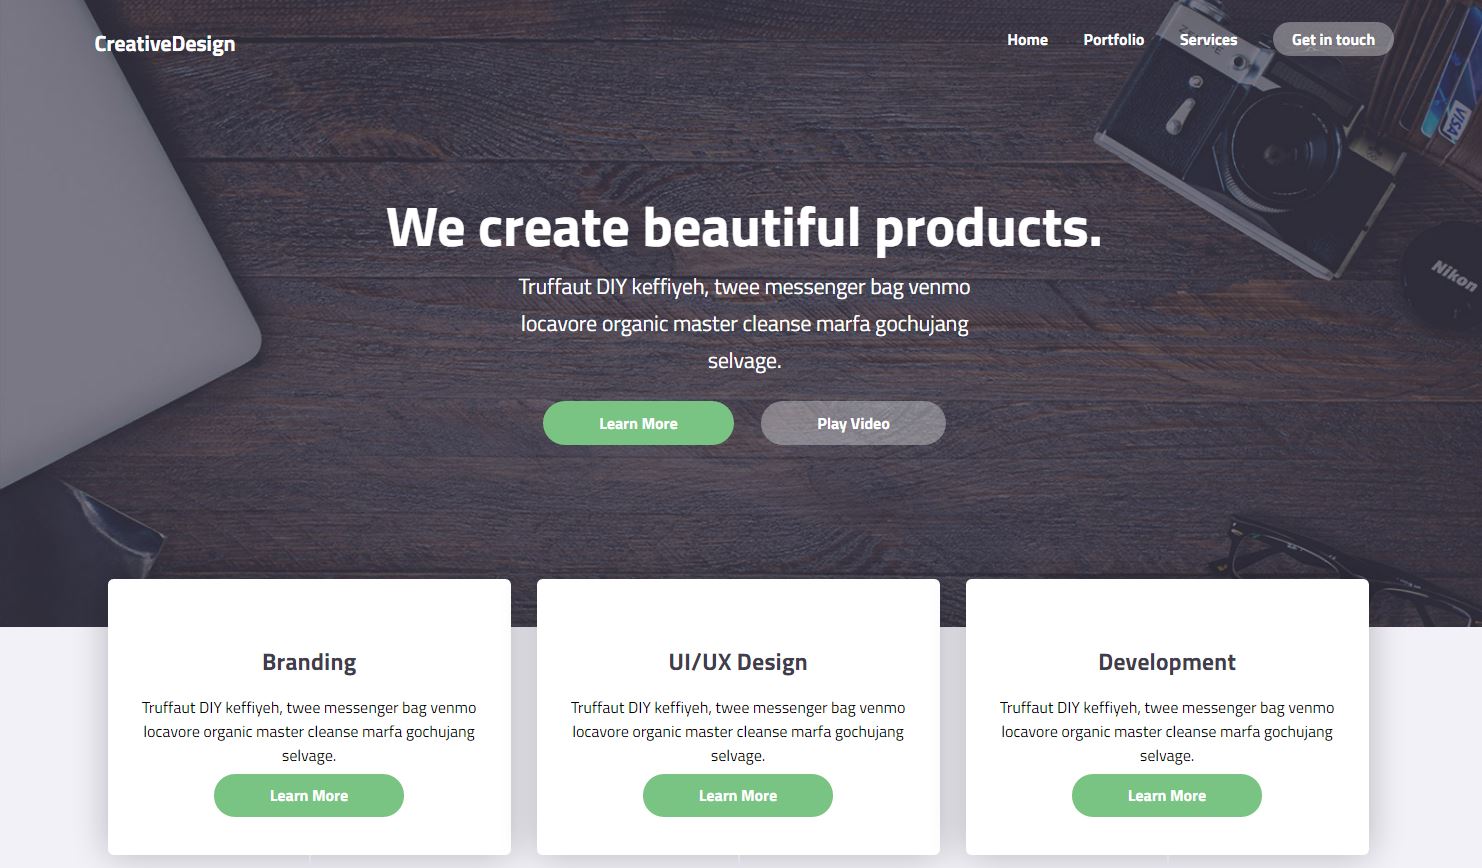 CreativeDesign
Home
Portfolio
Services
Get in touch
VISA
Nikon
We create beautiful products.
Truffaut DIY keffiyeh, twee messenger bag venmo
locavore organic master cleanse marfa gochujang
selvage.
Learn More
Play Video
Branding
Truffaut DIY keffiyeh, twee messenger bag venmo
locavore organic master cleanse marfa gochujang
selvage.
Learn More
UI/UX Design
Truffaut DIY keffiyeh, twee messenger bag venmo
locavore organic master cleanse marfa gochujang
selvage.
Learn More
Development
Truffaut DIY keffiyeh, twee messenger bag venmo
locavore organic master cleanse marfa gochujang
selvage.
Learn More